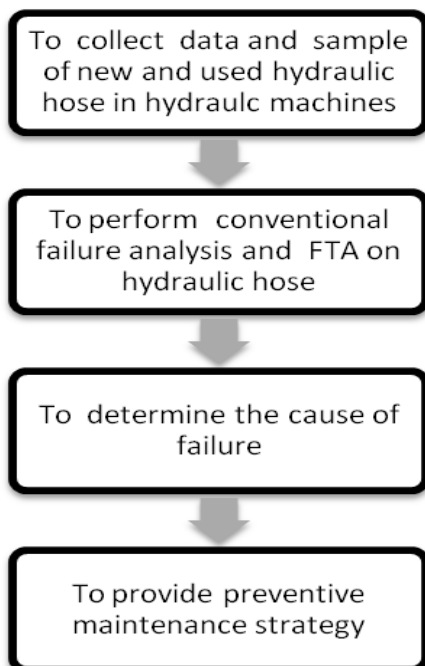 To collect data and sample
of new and used hydraulic
hose in hydraulc machines
To perform conventional
failure analysis and FTA on
hydraulic hose
To determine the cause of
failure
To provide preventive
maintenance strategy